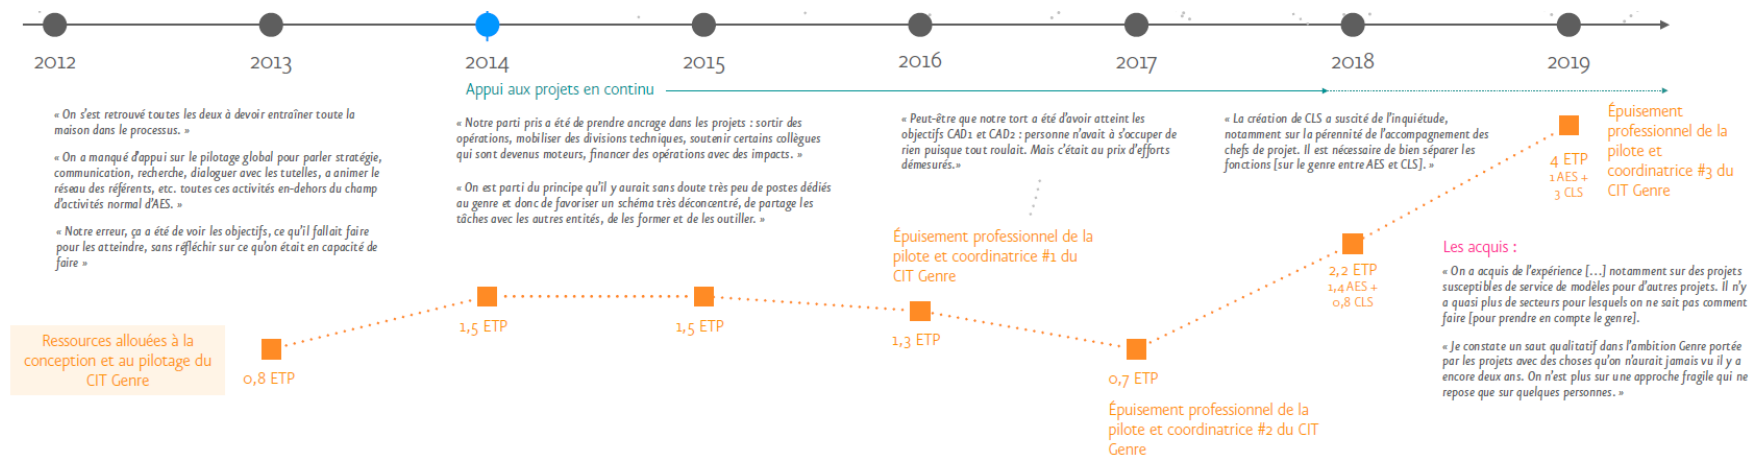 2012
2013
2014
2015
2016
2017
2018
2019
Appui aux projets en continu
« On s'est retrouvé toutes les deux à devoir entraîner toute la
maison dans le processus. »
« On a manqué d'appui sur le pilotage global pour parler stratégie,
communication, recherche, dialoguer avec les tutelles, a animer le
réseau des référents, etc. toutes ces activités en-dehors du champ
d'activités normal d'AES. »
« Notre erreur, ça a été de voir les objectifs, ce qu'il fallait faire
pour les atteindre, sans réfléchir sur ce qu'on était en capacité de
faire »
« Notre parti pris a été de prendre ancrage dans les projets : sortir des
opérations, mobiliser des divisions techniques, soutenir certains collègues
qui sont devenus moteurs, financer des opérations avec des impacts. »
« On est parti du principe qu'il y aurait sans doute très peu de postes dédiés
au genre et donc de favoriser un schéma très déconcentré, de partage les
tâches avec les autres entités, de les former et de les outiller. »
« Peut-être que notre tort a été d'avoir atteint les
objectifs CAD1 et CAD2 : personne n'avait à s'occuper de
rien puisque tout roulait. Mais c'était au prix d'efforts
démesurés.»
« La création de CLS a suscité de l'inquiétude,
notamment sur la pérennité de l'accompagnement des
chefs de projet. Il est nécessaire de bien séparer les
fonctions [sur le genre entre AES et CLS]. »
Épuisement
professionnel de la
pilote et
coordinatrice #3 du
CIT Genre
4 ETP
1 AES +
3 CLS
Épuisement professionnel de la
pilote et coordinatrice #1 du
CIT Genre
2,2 ETP
1,4 AES +
0,8 CLS
Les acquis :
« On a acquis de l'expérience [...] notamment sur des projets
susceptibles de service de modèles pour d'autres projets. Il n'y
a quasi plus de secteurs pour lesquels on ne sait pas comment
faire [pour prendre en compte le genre].
« Je constate un saut qualitatif dans l'ambition Genre portée
par les projets avec des choses qu'on n'aurait jamais vu il y a
encore deux ans. On n'est plus sur une approche fragile qui ne
repose que sur quelques personnes. »
Ressources allouées à la
conception et au pilotage du
CIT Genre
0,8 ETP
1,5 ETP
1,5 ETP
1,3 ETP
0,7 ETP
Épuisement professionnel de la
pilote et coordinatrice #2 du CIT
Genre